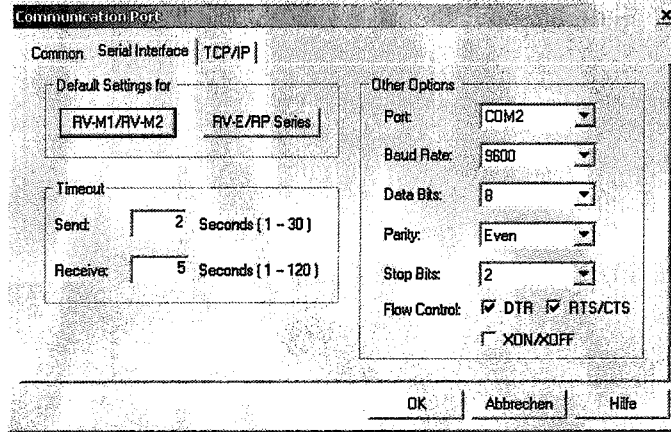 Communication Port
Common Serial Interface TCP/IP
Default Settings for
RV-M1/RV-M2 RV-E/RP Series
Timeout
Send: 2 Seconds ( 1 - 30 )
Receive: 5 Seconds ( 1 - 120 )
Other Options
Port: COM2
Baud Rate: 9600
Data Bits: 8
Parity: Even
Stop Bits: 2
Flow Control: DTR RTS/CTS
XON/XOFF
OK Abbrechen Hilfe